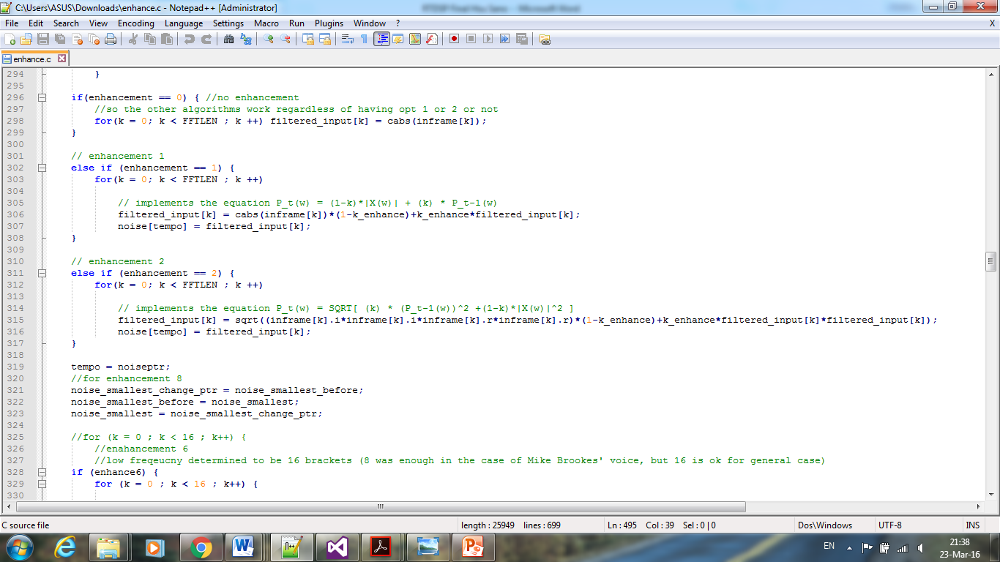 C:\Users\ASUS\Downloads\enhance.c - Notepad++ [Administrator]
File Edit Search View Encoding Language Settings Macro Run Plugins Window ? X
enhance.c
294 }
295
296 if(enhancement == 0) { //no enhancement
297 //so the other algorithms work regardless of having opt 1 or 2 or not
298 for(k = 0; k < FFTLEN ; k ++) filtered_input[k] = cabs(inframe[k]);
299 }
300
301 // enhancement 1
302 else if (enhancement == 1) {
303 for(k = 0; k < FFTLEN ; k ++)
304
305 // implements the equation P_t(w) = (1-k)*|X(w)| + (k) * P_t-1(w)
306 filtered_input[k] = cabs(inframe[k])*(1-k_enhance)+k_enhance*filtered_input[k];
307 noise[tempo] = filtered_input[k];
308 }
309
310 // enhancement 2
311 else if (enhancement == 2) {
312 for(k = 0; k < FFTLEN ; k ++)
313
314 // implements the equation P_t(w) = SQRT[ (k) * (P_t-1(w))^2 +(1-k)*|X(w)|^2 ]
315 filtered_input[k] = sqrt((inframe[k].i*inframe[k].i*inframe[k].r*inframe[k].r)*(1-k_enhance)+k_enhance*filtered_input[k]*filtered_input[k]);
316 noise[tempo] = filtered_input[k];
317 }
318
319 tempo = noiseptr;
320 //for enhancement 8
321 noise_smallest_change_ptr = noise_smallest_before;
322 noise_smallest_before = noise_smallest;
323 noise_smallest = noise_smallest_change_ptr;
324
325 //for (k = 0 ; k < 16 ; k++) {
326 //enahancement 6
327 //low freqeucny determined to be 16 brackets (8 was enough in the case of Mike Brookes' voice, but 16 is ok for general case)
328 if (enhance6) {
329 for (k = 0 ; k < 16 ; k++) {
330
C source file length : 25949 lines : 699 Ln : 495 Col : 39 Sel : 0 | 0 Dos\Windows UTF-8 INS
EN 21:38
23-Mar-16